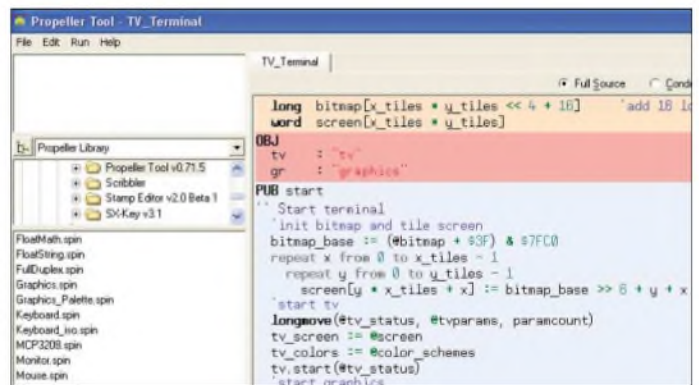 Propeller Tool - TV_Terminal
File Edit Run Help
TV_Terminal
Full Source
long bitmap[x_tiles * y_tiles << 4 + 16] 'add 16
word screen[x_tiles * y_tiles]
OBJ
tv : "tv"
gr : "graphics"
PUB start
'' Start terminal
'init bitmap and tile screen
bitmap_base := (@bitmap + $3F) & $7FC0
repeat x from 0 to x_tiles - 1
repeat y from 0 to y_tiles - 1
screen[y * x_tiles + x] := bitmap_base >> 6 + y + x
'start tv
longmove(@tv_status, @tvparams, paramcount)
tv_screen := @screen
tv_colors := @color_schemes
tv.start(@tv_status)
'start graphics
Propeller Library
Propeller Tool v0.71.5
Scribbler
Stamp Editor v2.0 Beta 1
SX-Key v3.1
FloatMath.spin
FloatString.spin
FullDuplex.spin
Graphics.spin
Graphics_Palette.spin
Keyboard.spin
Keyboard_iso.spin
MCP3208.spin
Monitor.spin
Mouse.spin